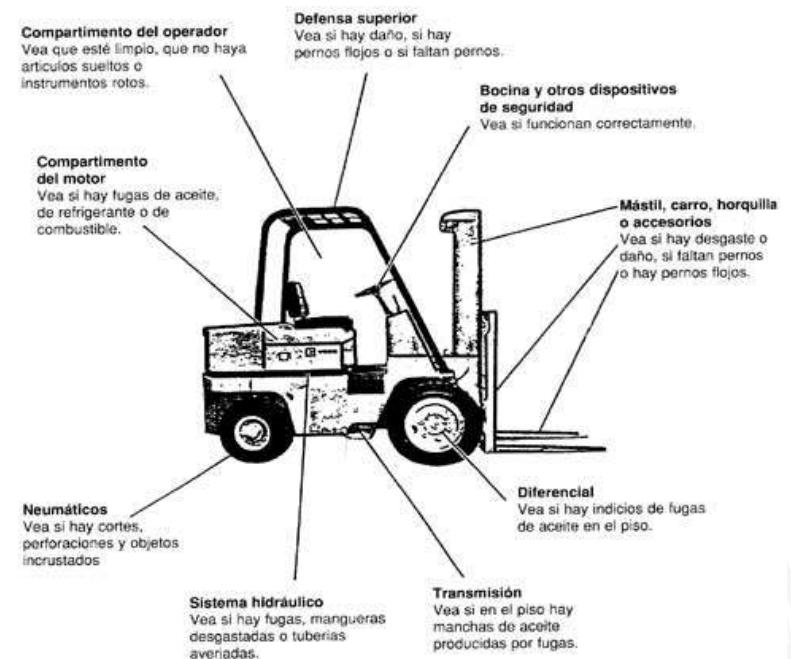 Compartimento del operador
Vea que esté limpio, que no haya
articulos sueltos o
instrumentos rotos.
Defensa superior
Vea si hay daño, si hay
pernos flojos o si faltan pernos.
Bocina y otros dispositivos
de seguridad
Vea si funcionan correctamente.
Compartimento
del motor
Vea si hay fugas de aceite,
de refrigerante o de
combustible.
Mástil, carro, horquilla
o accesorios
Vea si hay desgaste o
daño, si faltan pernos
o hay pernos flojos.
Neumáticos
Vea si hay cortes,
perforaciones y objetos
incrustados
Diferencial
Vea si hay indicios de fugas
de aceite en el piso.
Sistema hidráulico
Vea si hay fugas, mangueras
desgastadas o tuberias
averiadas.
Transmisión
Vea si en el piso hay
manchas de aceite
producidas por fugas.